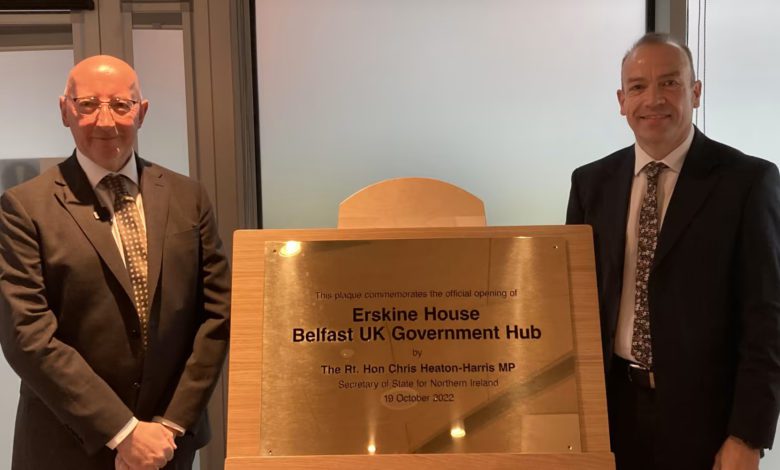 This plaque commemorates the official opening of
Erskine House
Belfast UK Government Hub
by
The Rt. Hon Chris Heaton-Harris MP
Secretary of State for Northern Ireland
19 October 2022